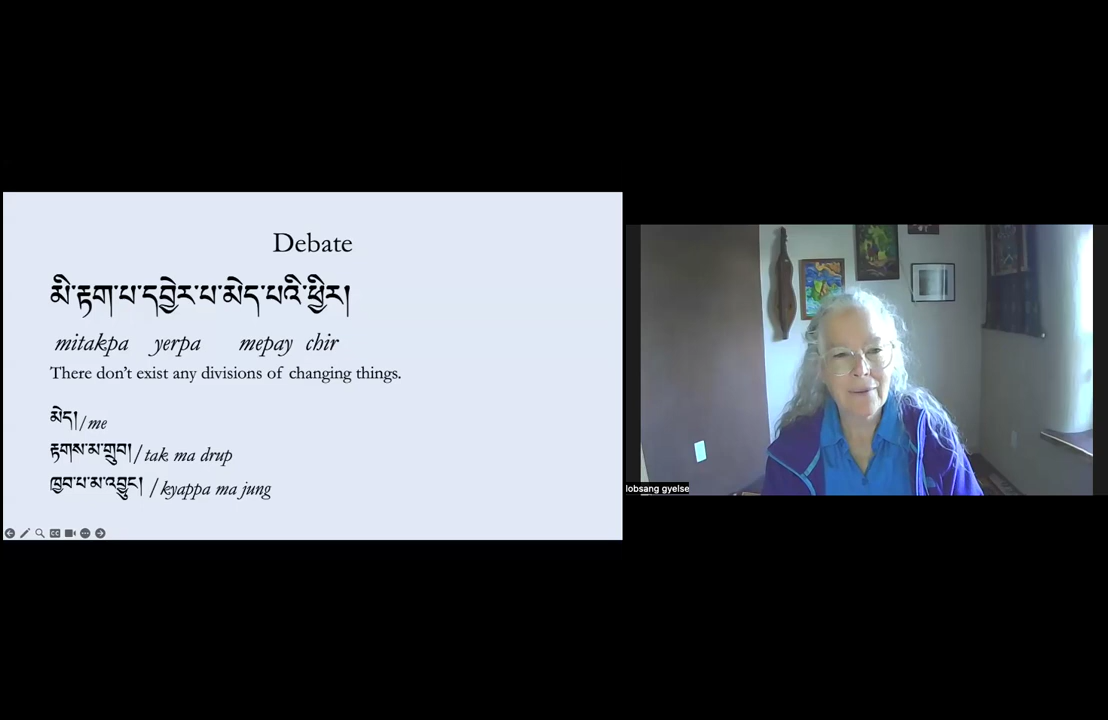 Debate
མི་རྟག་པ་དབྱེར་པ་མེད་པའི་ཕྱིར།
mitakpa yerpa mepay chir
There don't exist any divisions of changing things.
མེད།/me
རྟགས་མ་གྲུབ།/tak ma drup
ཁྱབ་པ་མ་འབྱུང། /kyappa ma jung
lobsang gyelse